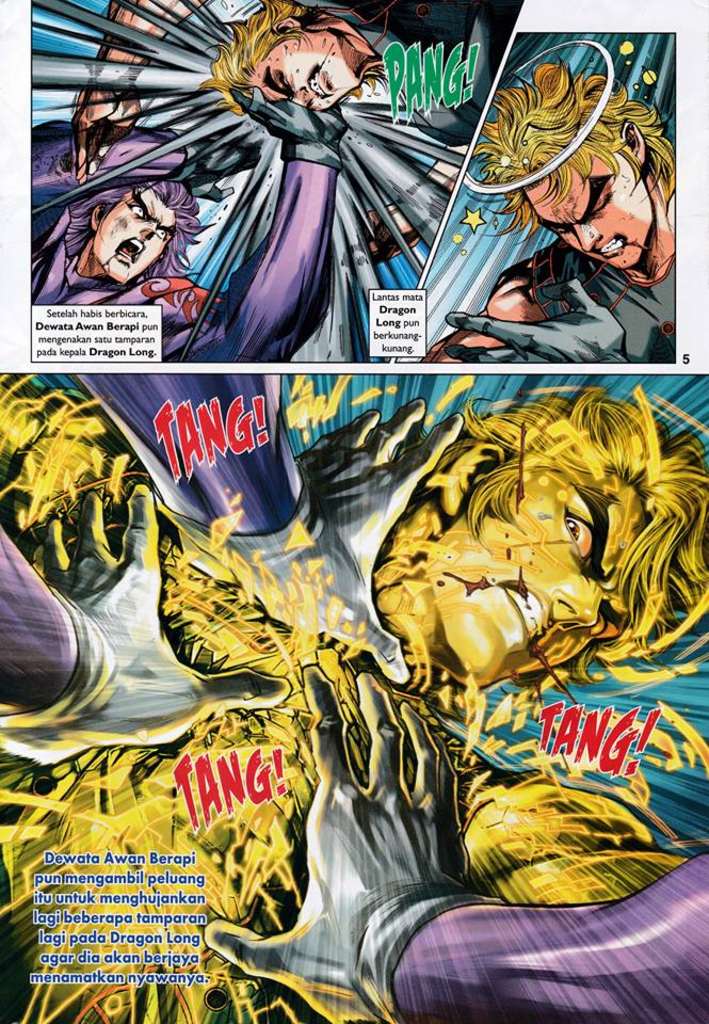 PANG!
Setelah habis berbicara,
Dewata Awan Berapi pun
mengenakan satu tamparan
pada kepala Dragon Long.
Lantas mata
Dragon
Long pun
berkunang-
kunang.
5
TANG!
TANG!
TANG!
Dewata Awan Berapi
pun mengambil peluang
itu untuk menghujankan
lagi beberapa tamparan
lagi pada Dragon Long
agar dia akan berjaya
menamatkan nyawanya.